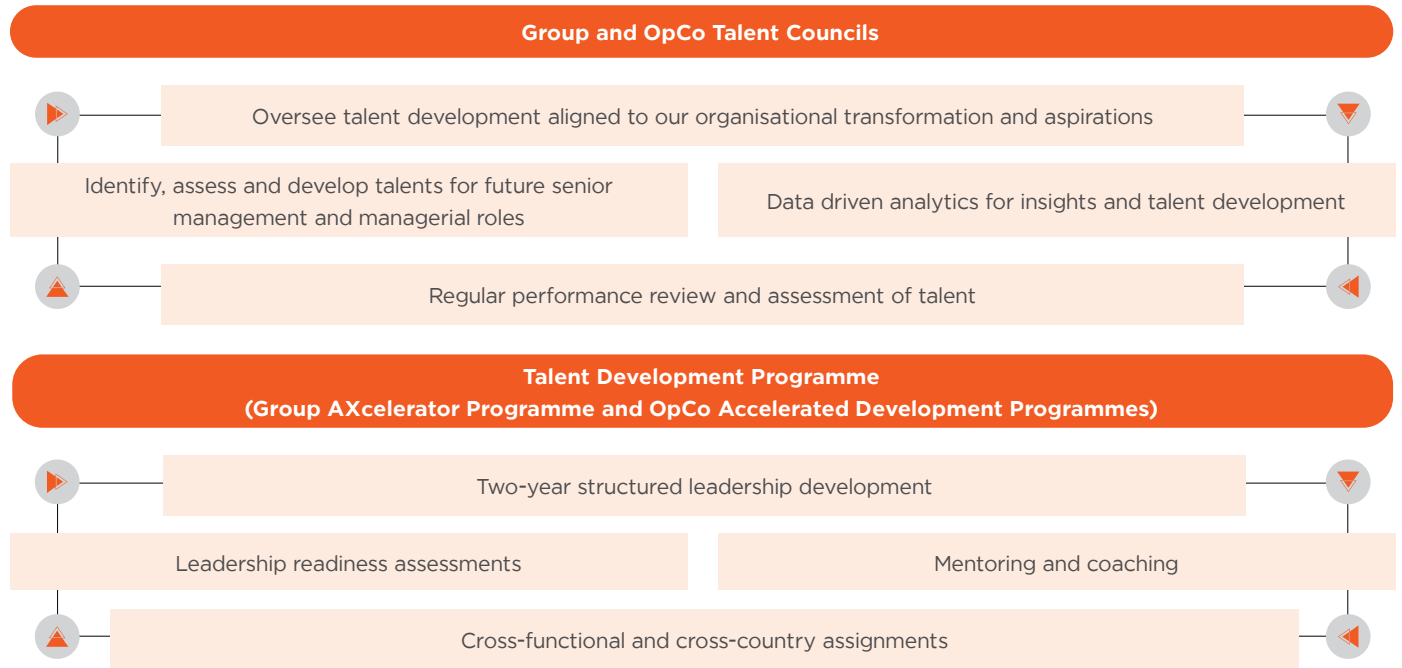 Group and OpCo Talent Councils
Oversee talent development aligned to our organisational transformation and aspirations
Identify, assess and develop talents for future senior
management and managerial roles
Data driven analytics for insights and talent development
Regular performance review and assessment of talent
Talent Development Programme
(Group AXcelerator Programme and OpCo Accelerated Development Programmes)
Two-year structured leadership development
Leadership readiness assessments
Mentoring and coaching
Cross-functional and cross-country assignments